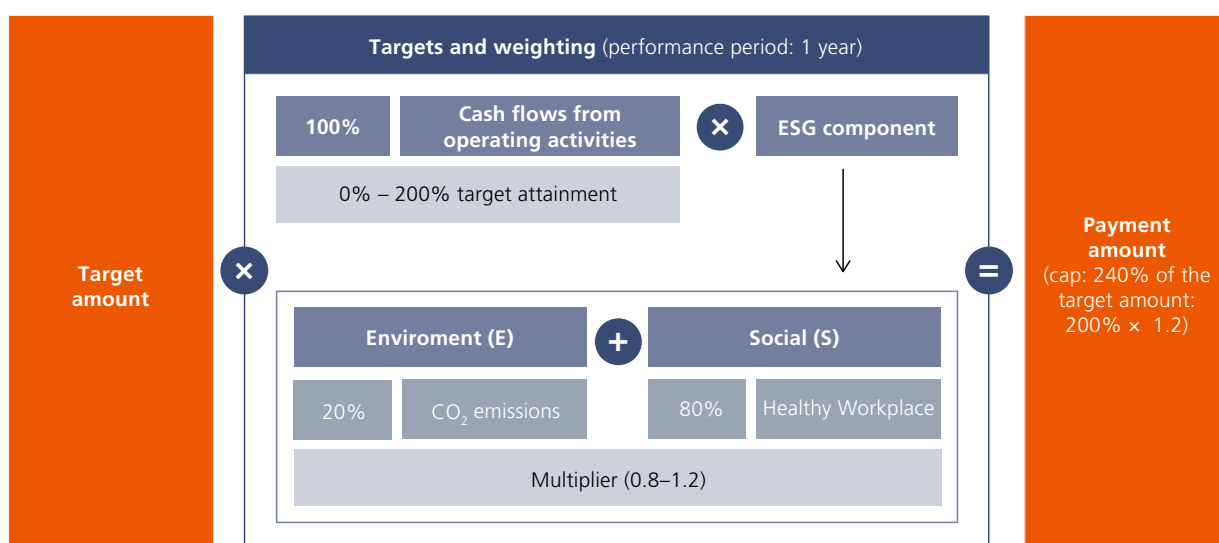 Targets and weighting (performance period: 1 year)
100%
Cash flows from
operating activities
×
ESG component
0% – 200% target attainment
Target
amount
×
=
Payment
amount
(cap: 240% of the
target amount:
200% × 1.2)
Enviroment (E)
+
Social (S)
20%
CO₂ emissions
80%
Healthy Workplace
Multiplier (0.8–1.2)